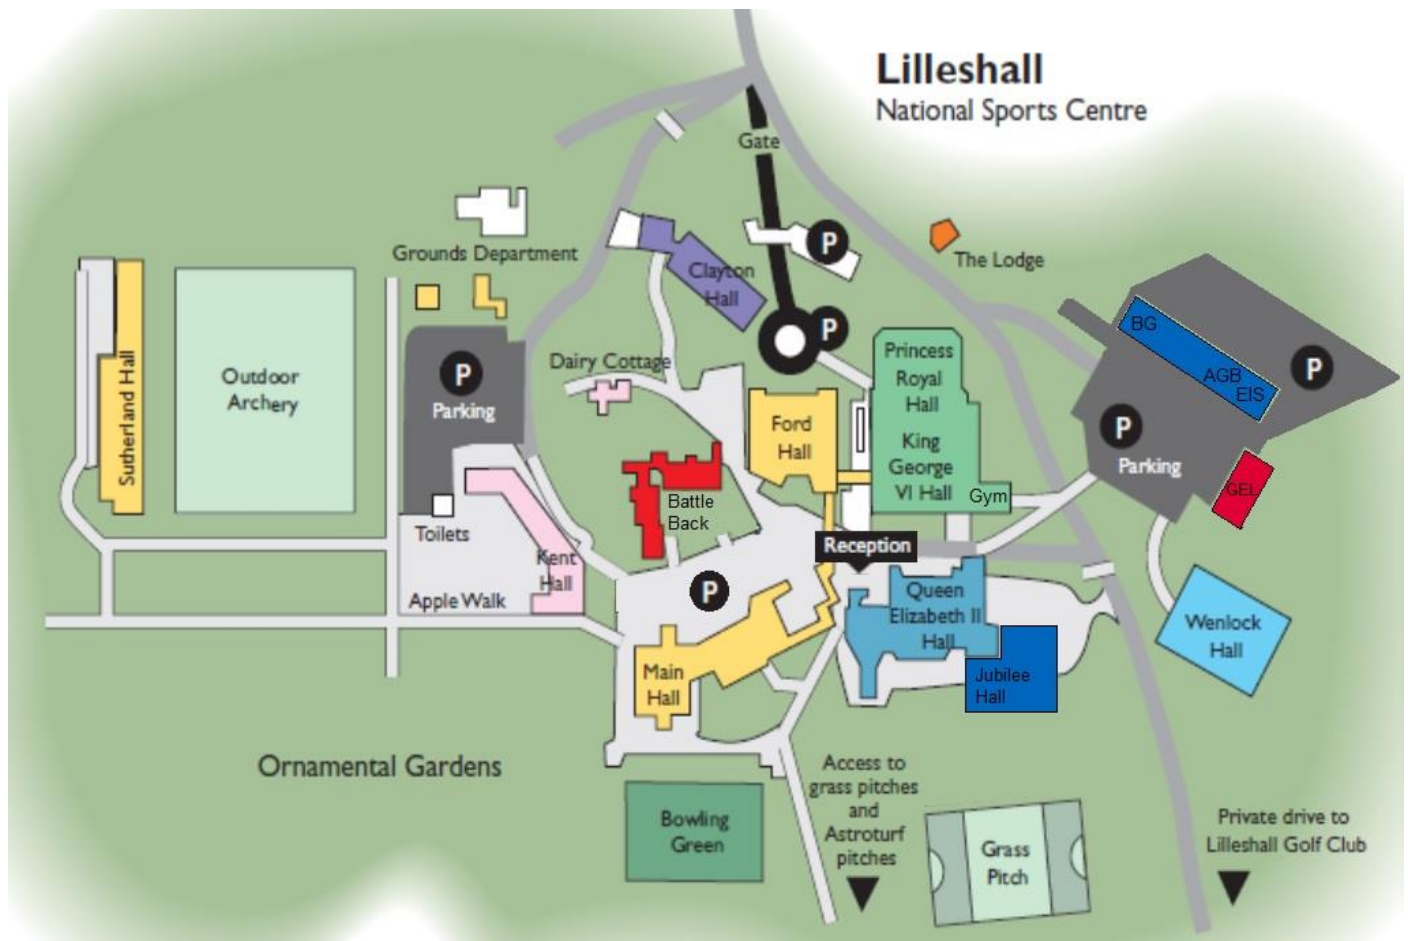 Lilleshall
National Sports Centre
Gate
P
Grounds Department
Clayton
Hall
The Lodge
P
BG
AGB
EIS
P
P
Parking
GEL
Sutherland Hall
Outdoor
Archery
P
Parking
Dairy Cottage
Ford
Hall
Princess
Royal
Hall
King
George
VI Hall
Gym
Battle
Back
Toilets
Kent
Hall
Apple Walk
Reception
P
Queen
Elizabeth II
Hall
Wenlock
Hall
Main
Hall
Jubilee
Hall
Ornamental Gardens
Bowling
Green
Access to
grass pitches
and
Astroturf
pitches
Grass
Pitch
Private drive to
Lilleshall Golf Club